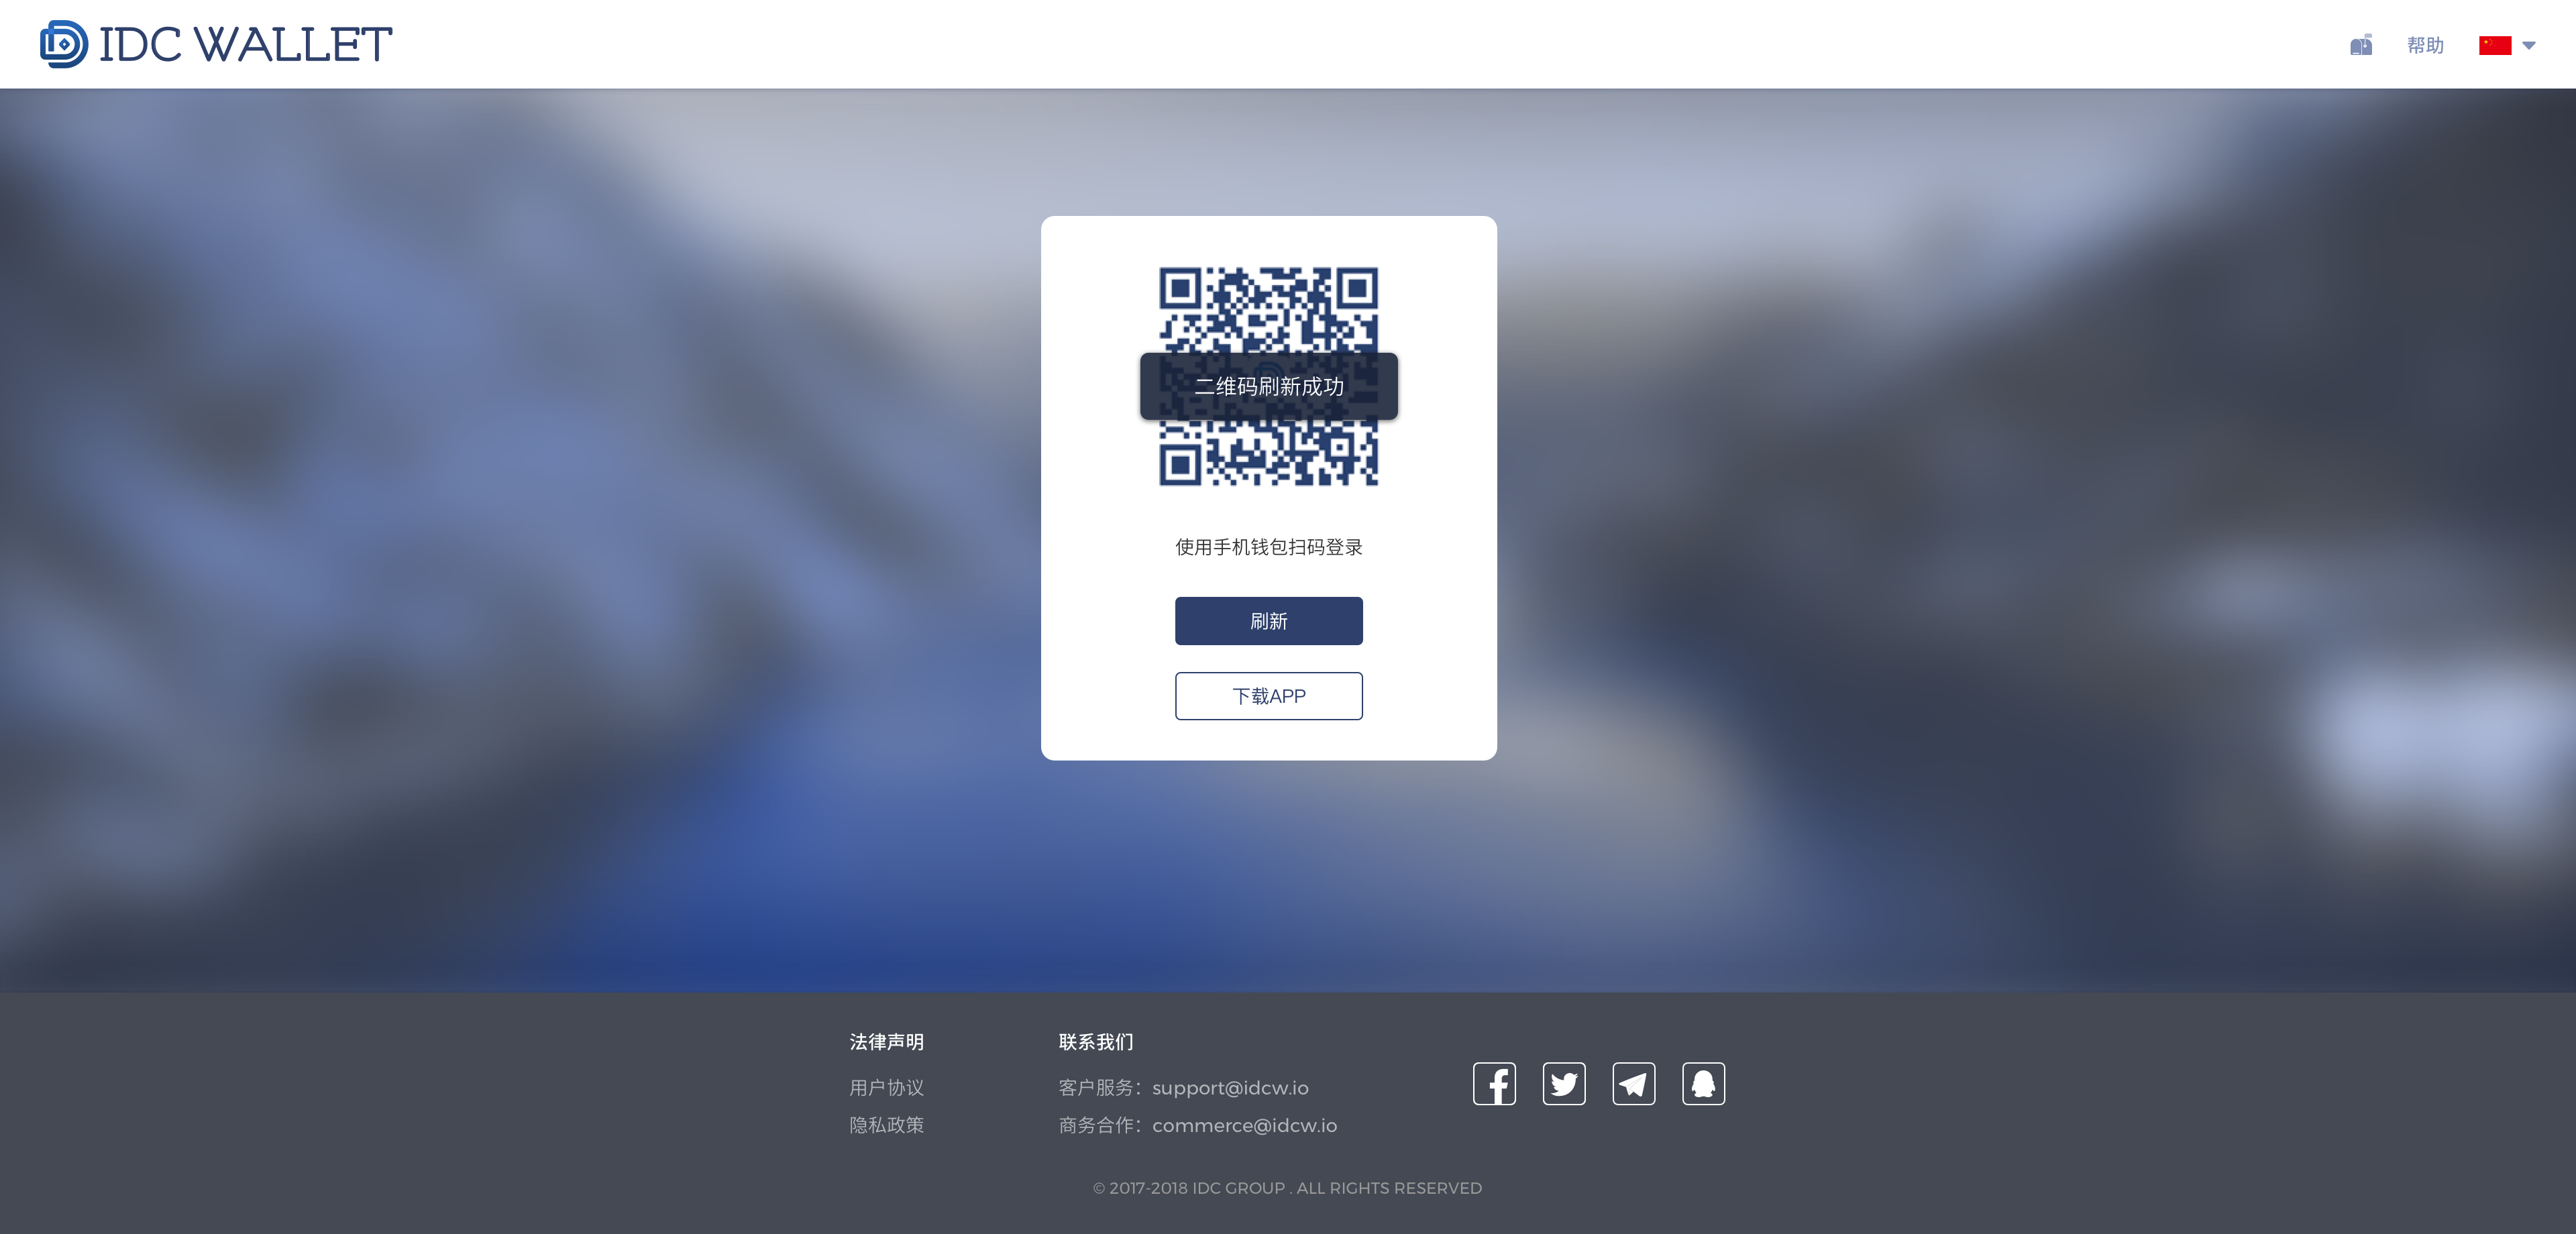 IDC WALLET
帮助
二维码刷新成功
使用手机钱包扫码登录
刷新
下载APP
法律声明
用户协议
隐私政策
联系我们
客户服务：support@idcw.io
商务合作：commerce@idcw.io
© 2017-2018 IDC GROUP . ALL RIGHTS RESERVED